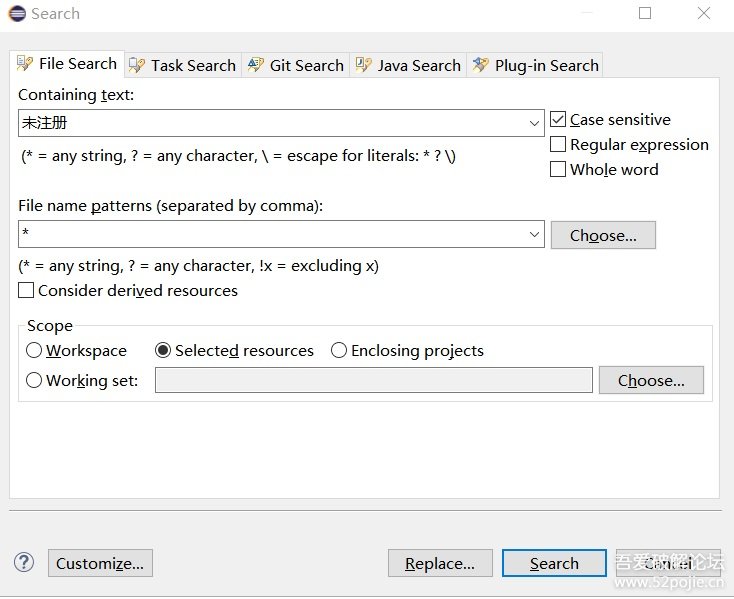 Search
File Search Task Search Git Search Java Search Plug-in Search
Containing text:
未注册
Case sensitive
(* = any string, ? = any character, \ = escape for literals: * ? \)
Regular expression
Whole word
File name patterns (separated by comma):
*
Choose...
(* = any string, ? = any character, !x = excluding x)
Consider derived resources
Scope
Workspace Selected resources Enclosing projects
Working set: Choose...
? Customize... Replace... Search Cancel
吾爱破解论坛
www.52pojie.cn